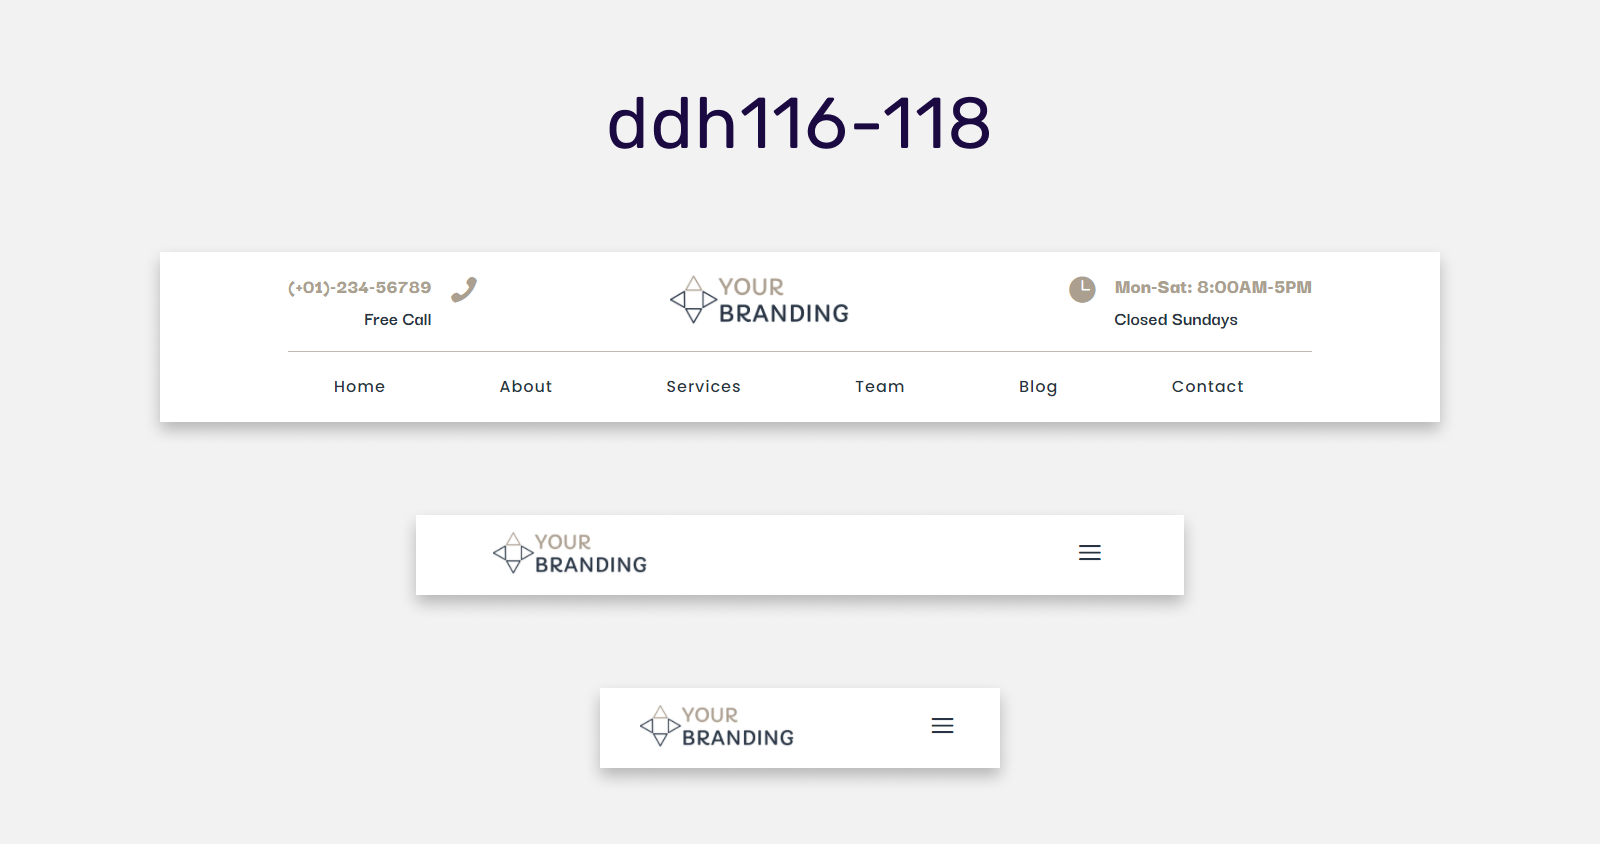 ddh116-118
(+01)-234-56789
Free Call
YOUR
BRANDING
Mon-Sat: 8:00AM-5PM
Closed Sundays
Home About Services Team Blog Contact
YOUR
BRANDING
YOUR
BRANDING